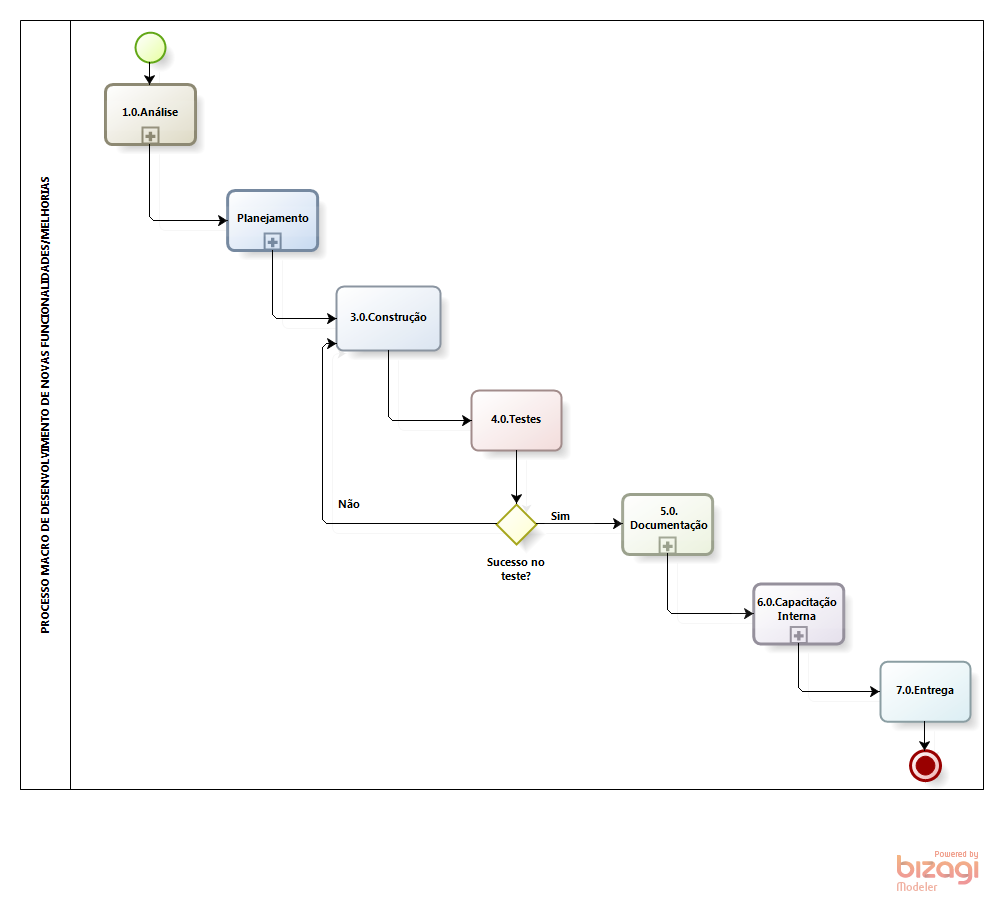 PROCESSO MACRO DE DESENVOLVIMENTO DE NOVAS FUNCIONALIDADES/MELHORIAS
1.0.Análise
Planejamento
3.0.Construção
4.0.Testes
Não
Sim
Sucesso no
teste?
5.0.
Documentação
6.0.Capacitação
Interna
7.0.Entrega
Powered by
bizagi
Modeler